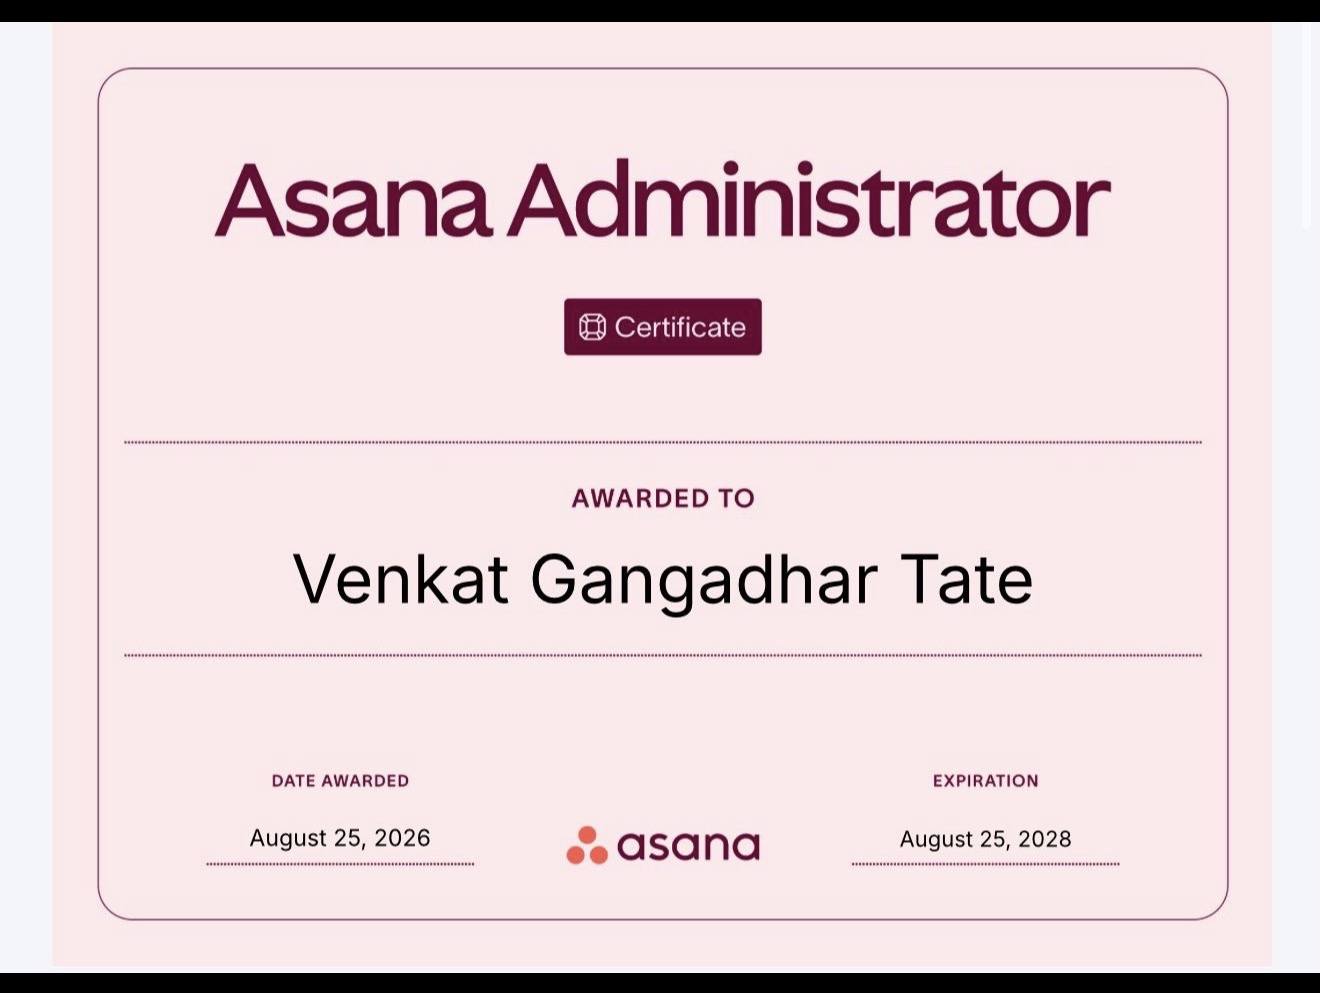 Asana Administrator
Certificate
AWARDED TO
Venkat Gangadhar Tate
DATE AWARDED
August 25, 2026
asana
EXPIRATION
August 25, 2028